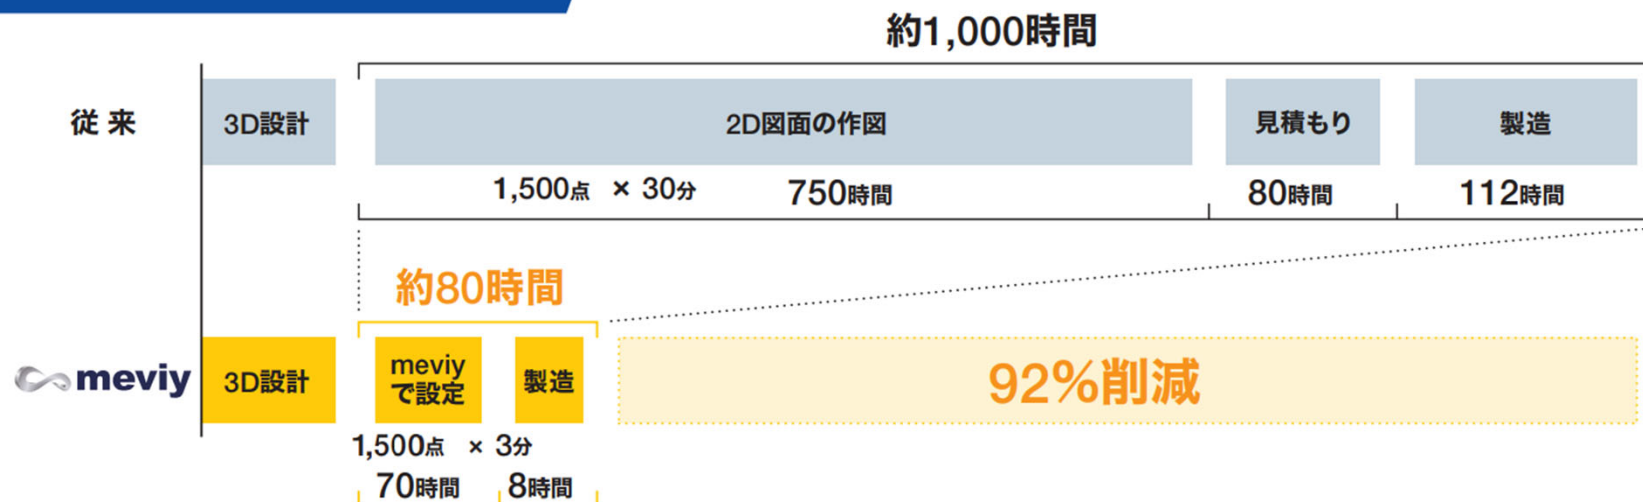 約1,000時間
従来 3D設計 2D図面の作図 見積もり 製造
1,500点 × 30分 750時間 80時間 112時間
約80時間
meviy 3D設計 meviy
で設定 製造 92%削減
1,500点 × 3分
70時間 8時間